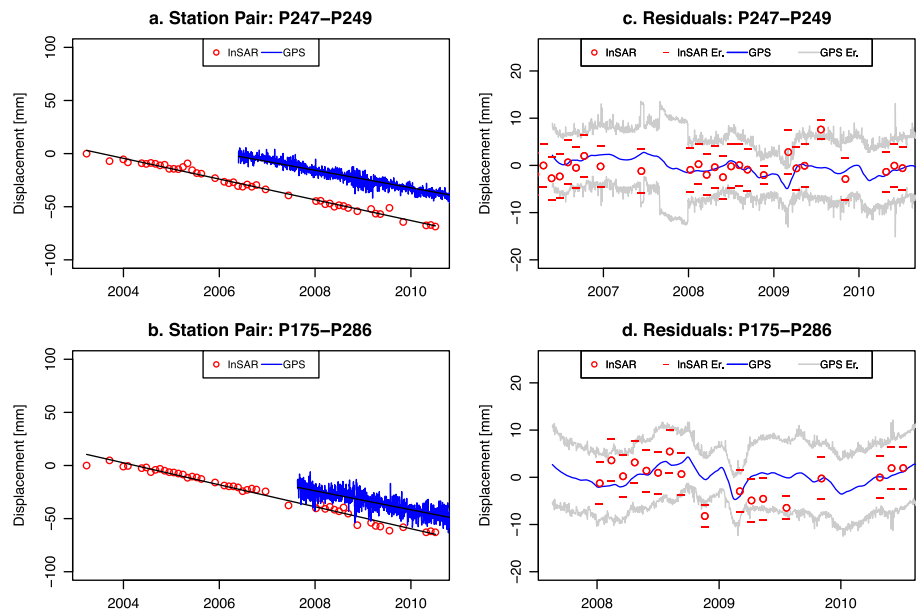 a. Station Pair: P247−P249
InSAR GPS
Displacement [mm]
100
50
0
−50
−100
2004 2006 2008 2010
c. Residuals: P247−P249
InSAR InSAR Er. GPS GPS Er.
Displacement [mm]
20
10
0
−10
−20
2007 2008 2009 2010
b. Station Pair: P175−P286
InSAR GPS
Displacement [mm]
100
50
0
−50
−100
2004 2006 2008 2010
d. Residuals: P175−P286
InSAR InSAR Er. GPS GPS Er.
Displacement [mm]
20
10
0
−10
−20
2008 2009 2010